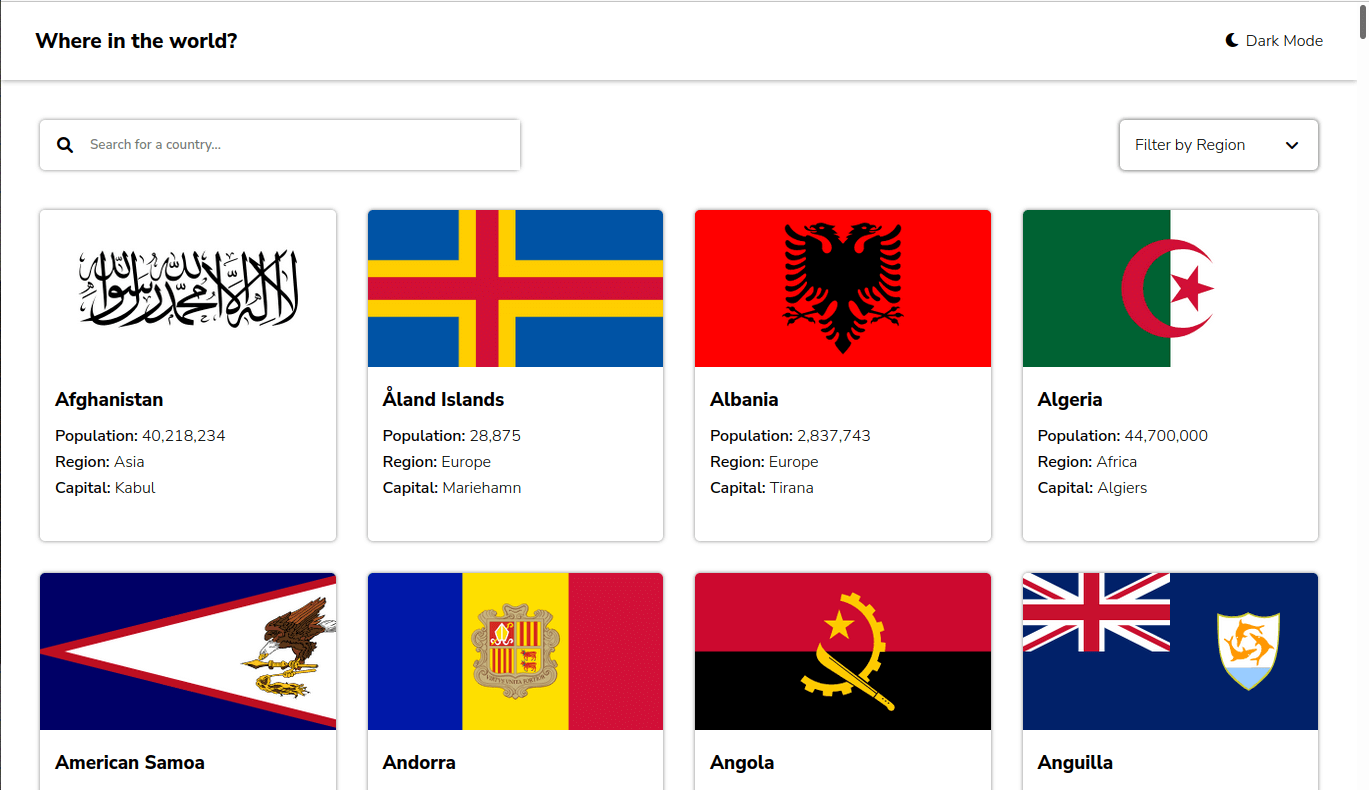 Where in the world?
Dark Mode
Search for a country...
Filter by Region
لا إله إلا الله محمد رسول الله
Afghanistan
Population: 40,218,234
Region: Asia
Capital: Kabul
Åland Islands
Population: 28,875
Region: Europe
Capital: Mariehamn
Albania
Population: 2,837,743
Region: Europe
Capital: Tirana
Algeria
Population: 44,700,000
Region: Africa
Capital: Algiers
American Samoa
Andorra
Angola
Anguilla